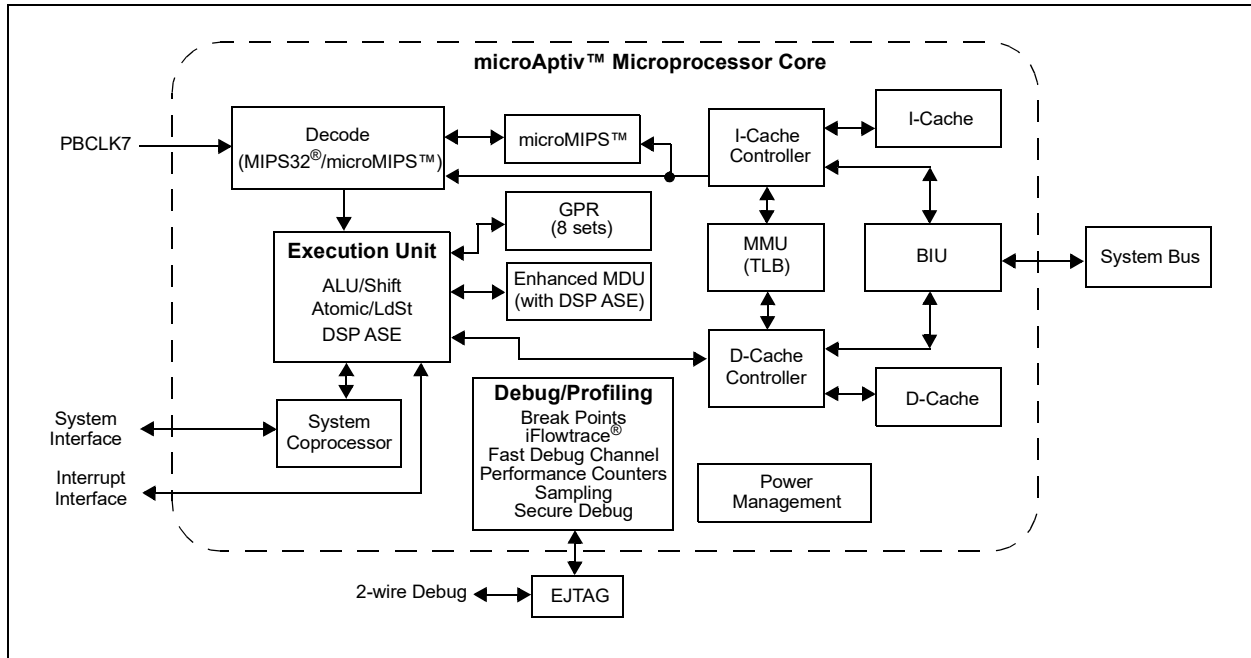 microAptiv™ Microprocessor Core
PBCLK7
Decode
(MIPS32®/microMIPS™)
microMIPS™
I-Cache
Controller
I-Cache
GPR
(8 sets)
Execution Unit
ALU/Shift
Atomic/LdSt
DSP ASE
Enhanced MDU
(with DSP ASE)
MMU
(TLB)
BIU
System Bus
D-Cache
Controller
D-Cache
System
Interface
System
Coprocessor
Interrupt
Interface
Debug/Profiling
Break Points
iFlowtrace®
Fast Debug Channel
Performance Counters
Sampling
Secure Debug
Power
Management
2-wire Debug
EJTAG